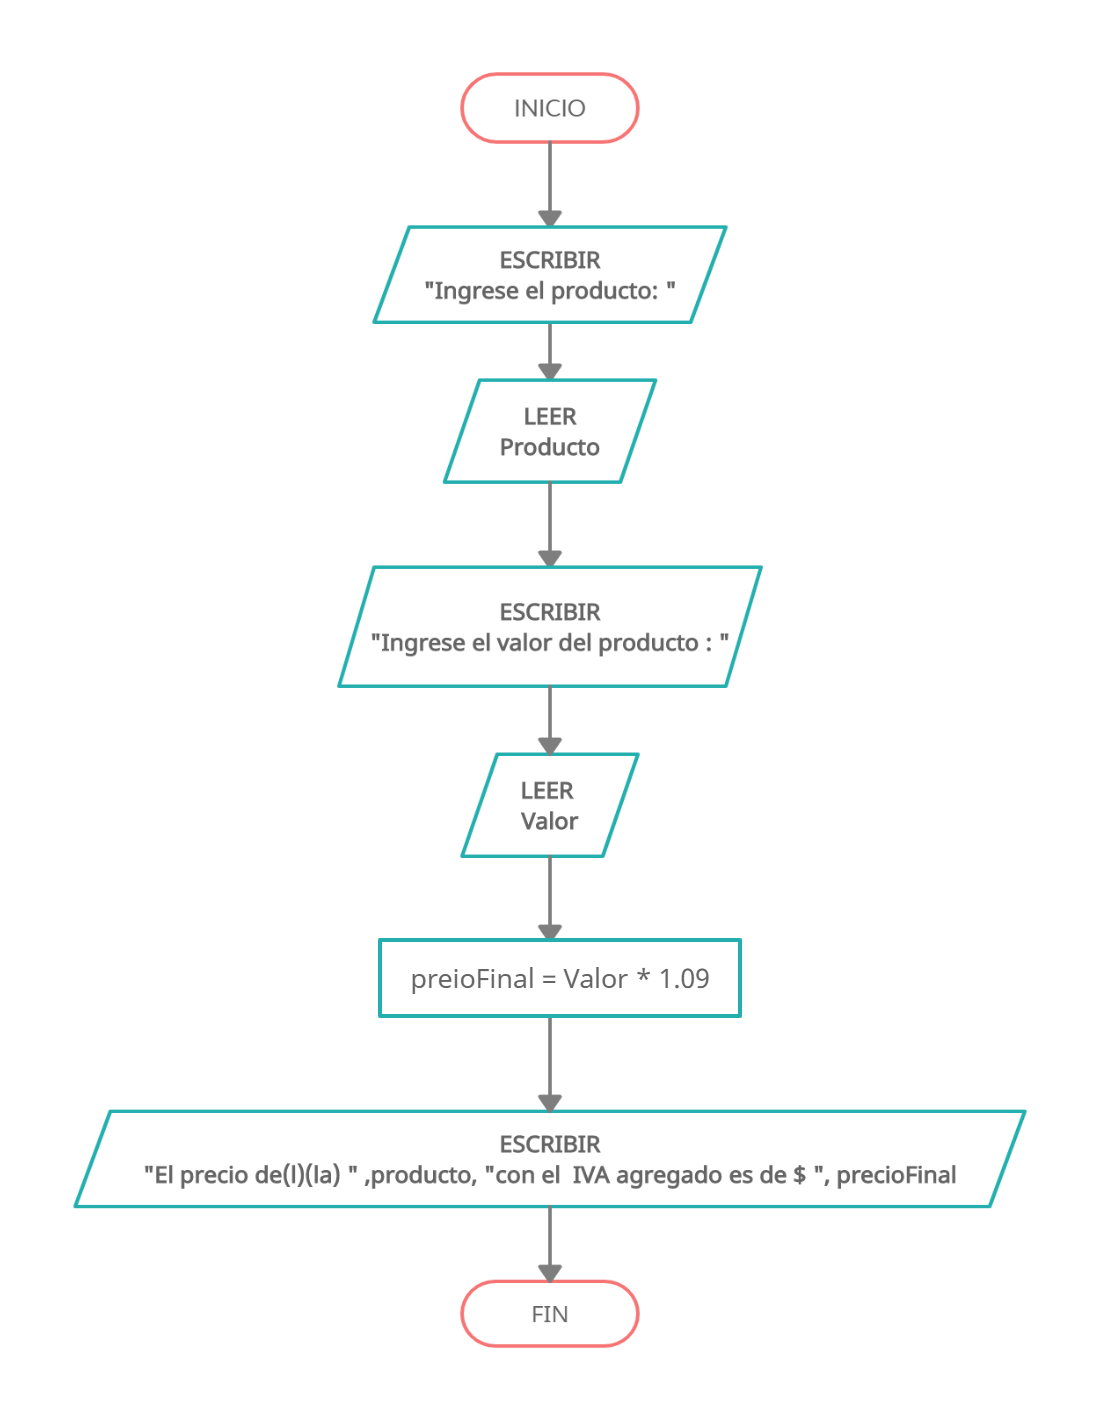 INICIO
ESCRIBIR
"Ingrese el producto: "
LEER
Producto
ESCRIBIR
"Ingrese el valor del producto : "
LEER
Valor
preioFinal = Valor * 1.09
ESCRIBIR
"El precio de(l)(la) " ,producto, "con el  IVA agregado es de $ ", precioFinal
FIN